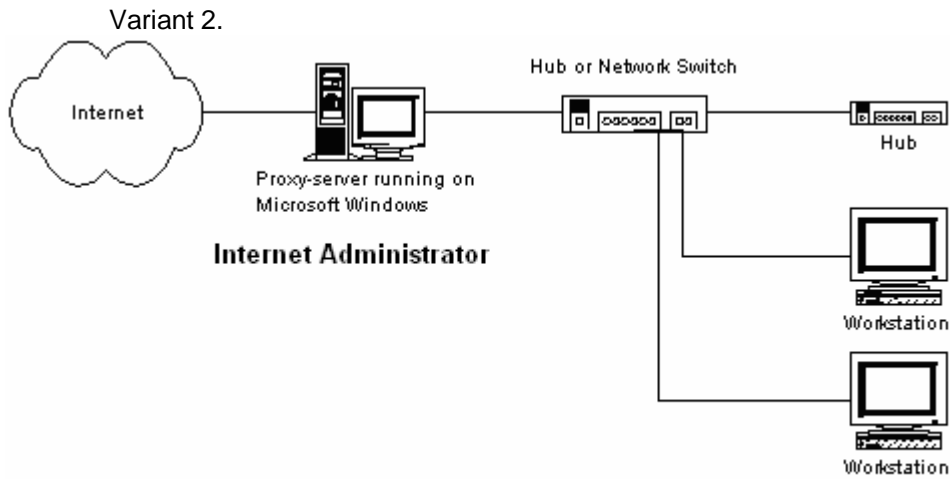 Variant 2.
Hub or Network Switch
Internet
Hub
Proxy-server running on
Microsoft Windows
Internet Administrator
Workstation
Workstation